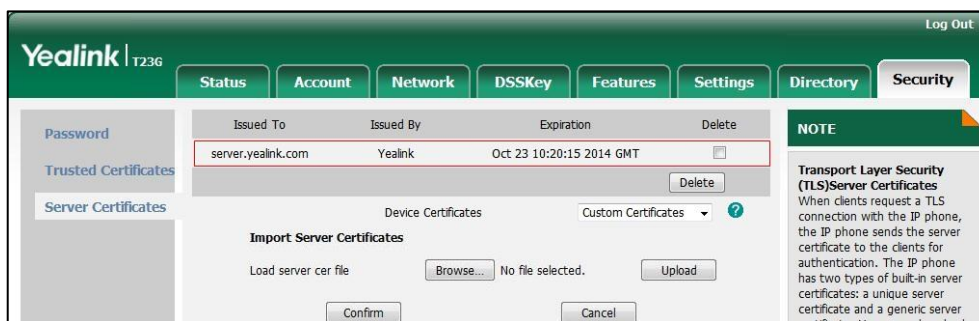 Log Out
Yealink T23G
Status Account Network DSSKey Features Settings Directory Security
Password
Trusted Certificates
Server Certificates
Issued To Issued By Expiration Delete
server.yealink.com Yealink Oct 23 10:20:15 2014 GMT
Delete
Device Certificates Custom Certificates ?
Import Server Certificates
Load server cer file Browse... No file selected. Upload
Confirm Cancel
NOTE
Transport Layer Security
(TLS)Server Certificates
When clients request a TLS
connection with the IP phone,
the IP phone sends the server
certificate to the clients for
authentication. The IP phone
has two types of built-in server
certificates: a unique server
certificate and a generic server